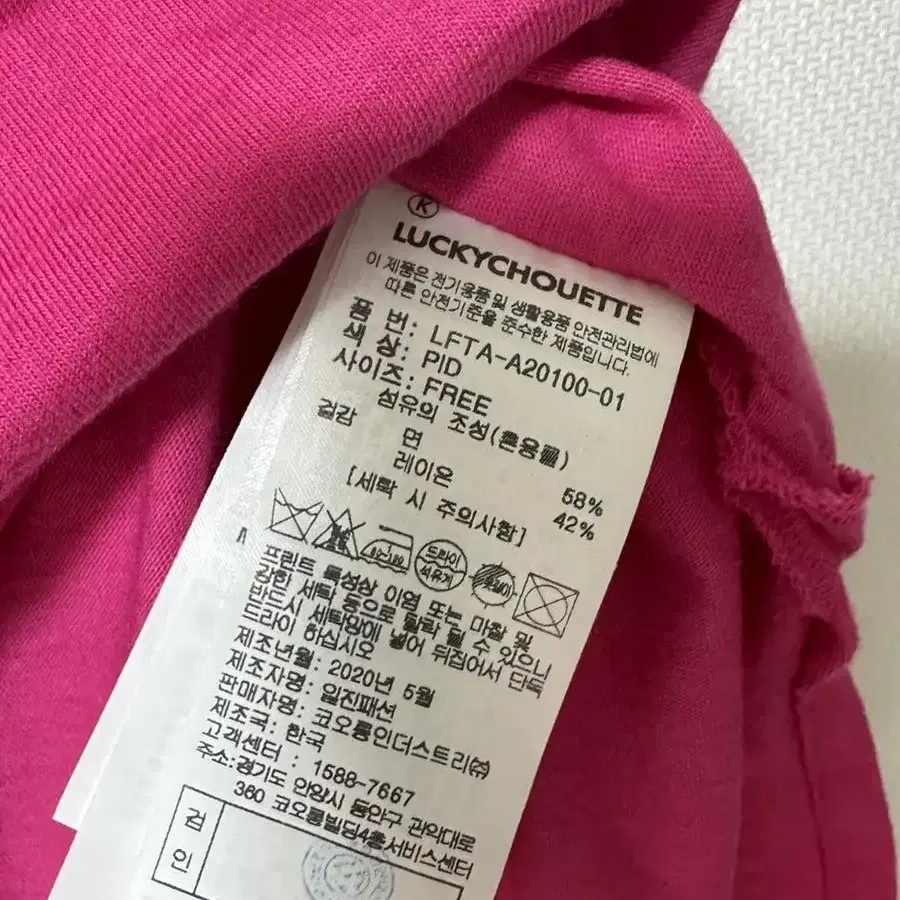 K
LUCKYCHOUETTE
이 제품은 전기용품 및 생활용품 안전관리법에
따른 안전기준을 준수한 제품입니다.
품 번: LFTA-A20100-01
색 상: PID
사이즈: FREE
섬유의 조성(혼용률)
겉감
면 58%
레이온 42%
[세탁 시 주의사항]
80~120
드라이
석유계
프린트 특성상 이염 또는 마찰 및
강한 세탁 등으로 탈락 될 수 있으니
반드시 세탁망에 넣어 뒤집어서 단독
드라이 하십시오
제조년월: 2020년 5월
제조자명: 일진패션
판매자명: 코오롱인더스트리㈜
제조국: 한국
고객센터 : 1588-7667
주소:경기도 안양시 동안구 관악대로
360 코오롱빌딩4층서비스센터
검
인